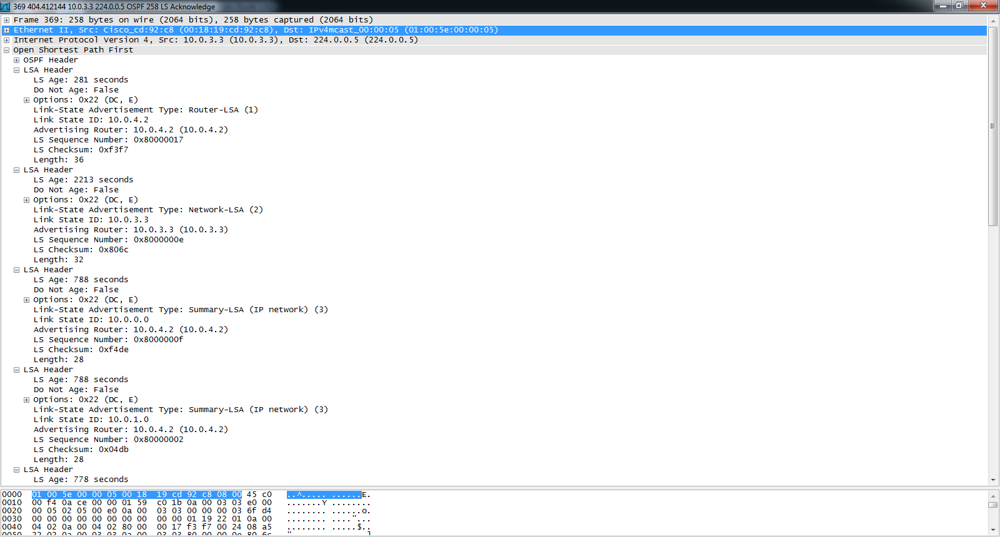 369 404.412144 10.0.3.3 224.0.0.5 OSPF 258 LS Acknowledge
Frame 369: 258 bytes on wire (2064 bits), 258 bytes captured (2064 bits)
Ethernet II, Src: Cisco_cd:92:c8 (00:18:19:cd:92:c8), Dst: IPv4mcast_00:00:05 (01:00:5e:00:00:05)
Internet Protocol Version 4, Src: 10.0.3.3 (10.0.3.3), Dst: 224.0.0.5 (224.0.0.5)
Open Shortest Path First
OSPF Header
LSA Header
LS Age: 281 seconds
Do Not Age: False
Options: 0x22 (DC, E)
Link-State Advertisement Type: Router-LSA (1)
Link State ID: 10.0.4.2
Advertising Router: 10.0.4.2 (10.0.4.2)
LS Sequence Number: 0x80000017
LS Checksum: 0xf3f7
Length: 36
LSA Header
LS Age: 2213 seconds
Do Not Age: False
Options: 0x22 (DC, E)
Link-State Advertisement Type: Network-LSA (2)
Link State ID: 10.0.3.3
Advertising Router: 10.0.3.3 (10.0.3.3)
LS Sequence Number: 0x8000000e
LS Checksum: 0x806c
Length: 32
LSA Header
LS Age: 788 seconds
Do Not Age: False
Options: 0x22 (DC, E)
Link-State Advertisement Type: Summary-LSA (IP network) (3)
Link State ID: 10.0.0.0
Advertising Router: 10.0.4.2 (10.0.4.2)
LS Sequence Number: 0x8000000f
LS Checksum: 0xf4de
Length: 28
LSA Header
LS Age: 788 seconds
Do Not Age: False
Options: 0x22 (DC, E)
Link-State Advertisement Type: Summary-LSA (IP network) (3)
Link State ID: 10.0.1.0
Advertising Router: 10.0.4.2 (10.0.4.2)
LS Sequence Number: 0x80000002
LS Checksum: 0x04db
Length: 28
LSA Header
LS Age: 778 seconds
0000 01 00 5e 00 00 05 00 18 19 cd 92 c8 08 00 45 c0 ..^..... ......E.
0010 00 f4 0a ce 00 00 01 59 c0 1b 0a 00 03 03 e0 00 .......Y ........
0020 00 05 02 05 00 e0 0a 00 03 03 00 00 00 03 6f d4 ........ ......o.
0030 00 00 00 00 00 00 00 00 00 00 01 19 22 01 0a 00 ........ ...."...
0040 04 02 0a 00 04 02 80 00 00 17 f3 f7 00 24 08 a5 ........ .....$..
0050 22 02 0a 00 03 03 0a 00 03 03 80 00 00 0e 80 6c